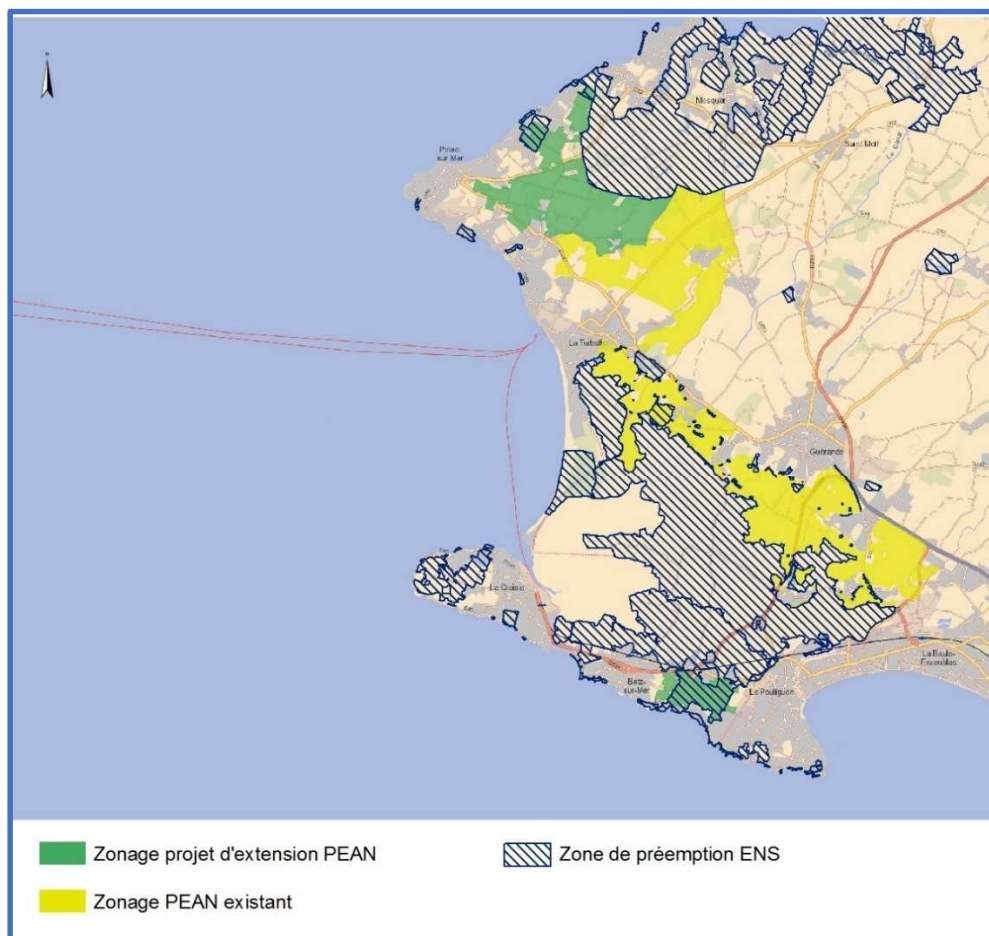 Mesquer
Saint-Molf
Piriac-
sur-Mer
La Turballe
Guérande
Le Croisic
La Baule-
Escoublac
Batz-
sur-Mer
Le Pouliguen
Zonage projet d'extension PEAN
Zone de préemption ENS
Zonage PEAN existant